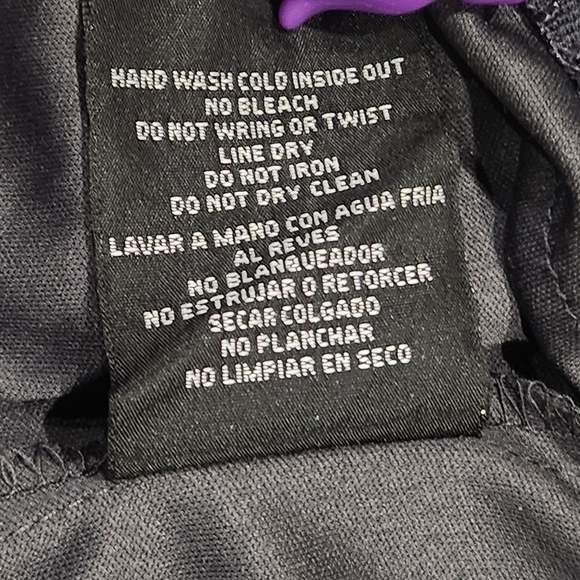 HAND WASH COLD INSIDE OUT
NO BLEACH
DO NOT WRING OR TWIST
LINE DRY
DO NOT IRON
DO NOT DRY CLEAN
LAVAR A MANO CON AGUA FRIA
AL REVES
NO BLANQUEADOR
NO ESTRUJAR O RETORCER
SECAR COLGADO
NO PLANCHAR
NO LIMPIAR EN SECO